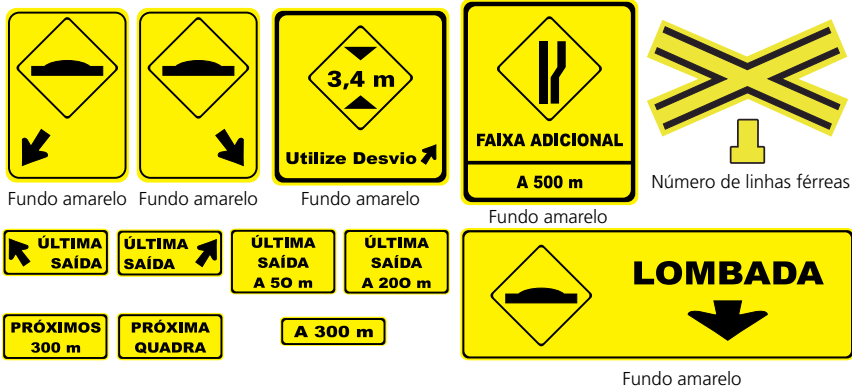 3,4 m
Utilize Desvio
FAIXA ADICIONAL
A 500 m
Fundo amarelo
Fundo amarelo
Fundo amarelo
Fundo amarelo
Número de linhas férreas
ÚLTIMA
SAÍDA
ÚLTIMA
SAÍDA
ÚLTIMA
SAÍDA
A 50 m
ÚLTIMA
SAÍDA
A 200 m
LOMBADA
PRÓXIMOS
300 m
PRÓXIMA
QUADRA
A 300 m
Fundo amarelo